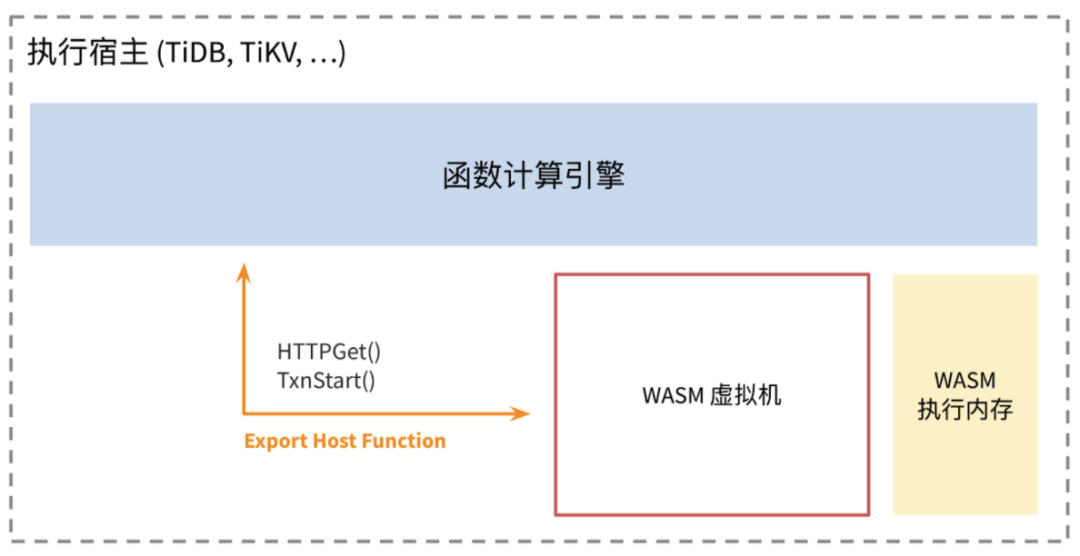 执行宿主 (TiDB, TiKV, …)
函数计算引擎
HTTPGet()
TxnStart()
Export Host Function
WASM 虚拟机
WASM
执行内存